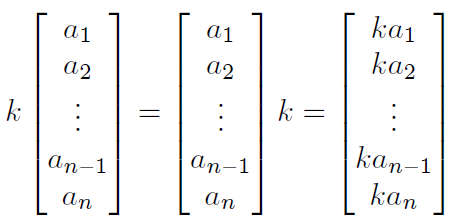 k [a₁ a₂ ⋮ aₙ₋₁ aₙ] = [a₁ a₂ ⋮ aₙ₋₁ aₙ] k = [ka₁ ka₂ ⋮ kaₙ₋₁ kaₙ]